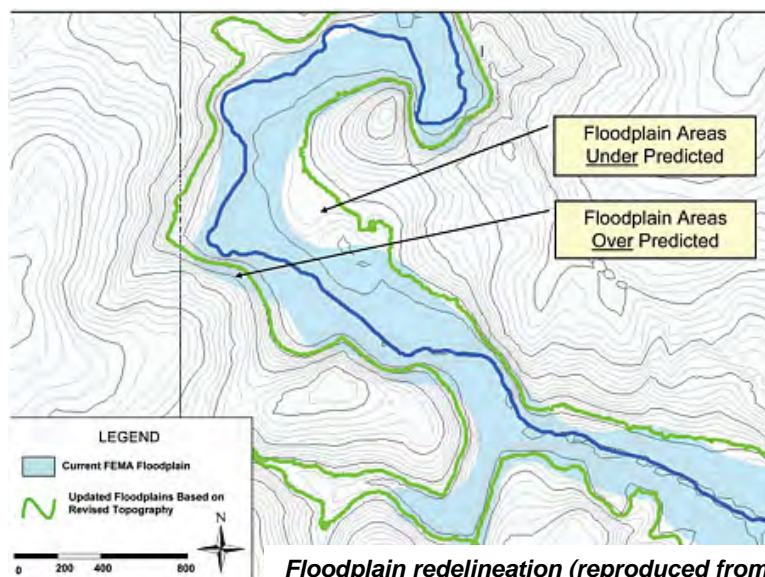 Floodplain Areas
Under Predicted
Floodplain Areas
Over Predicted
LEGEND
Current FEMA Floodplain
Updated Floodplains Based on
Revised Topography
N
0 200 400 800
Floodplain redelineation (reproduced from